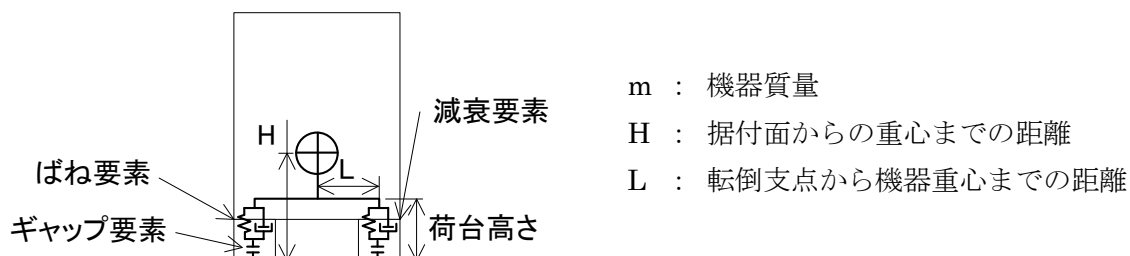 H
L
減衰要素
ばね要素
ギャップ要素
荷台高さ
m : 機器質量
H : 据付面からの重心までの距離
L : 転倒支点から機器重心までの距離